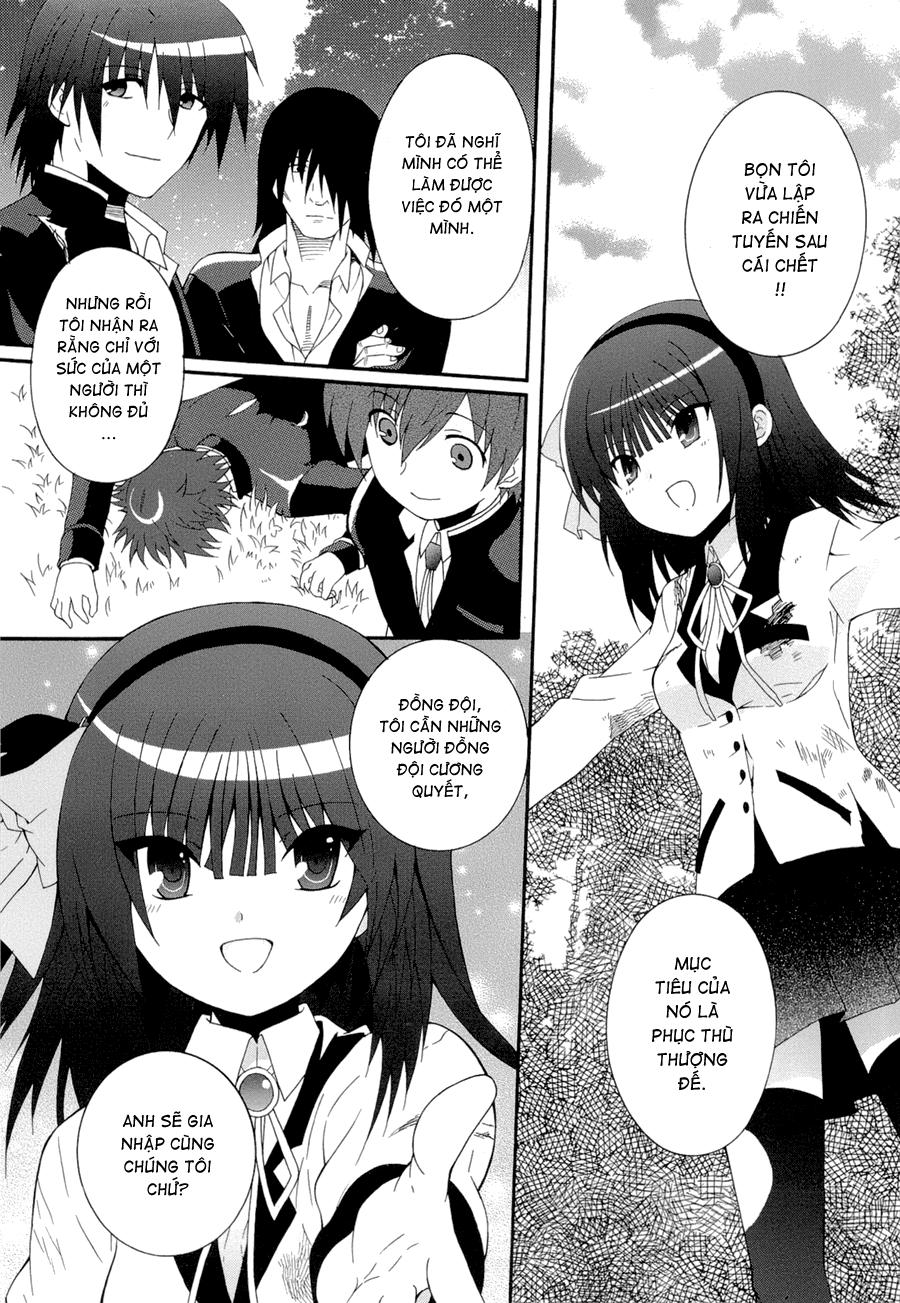 BỌN TÔI
VỪA LẬP
RA CHIẾN
TUYẾN SAU
CÁI CHẾT
!!
MỤC
TIÊU CỦA
NÓ LÀ
PHỤC THÙ
THƯỢNG
ĐẾ.
TÔI ĐÃ NGHĨ
MÌNH CÓ THỂ
LÀM ĐƯỢC
VIỆC ĐÓ MỘT
MÌNH.
NHƯNG RỒI
TÔI NHẬN RA
RẰNG CHỈ VỚI
SỨC CỦA MỘT
NGƯỜI THÌ
KHÔNG ĐỦ
...
ĐỒNG ĐỘI,
TÔI CẦN NHỮNG
NGƯỜI ĐỒNG
ĐỘI CƯƠNG
QUYẾT,
ANH SẼ GIA
NHẬP CÙNG
CHÚNG TÔI
CHỨ?